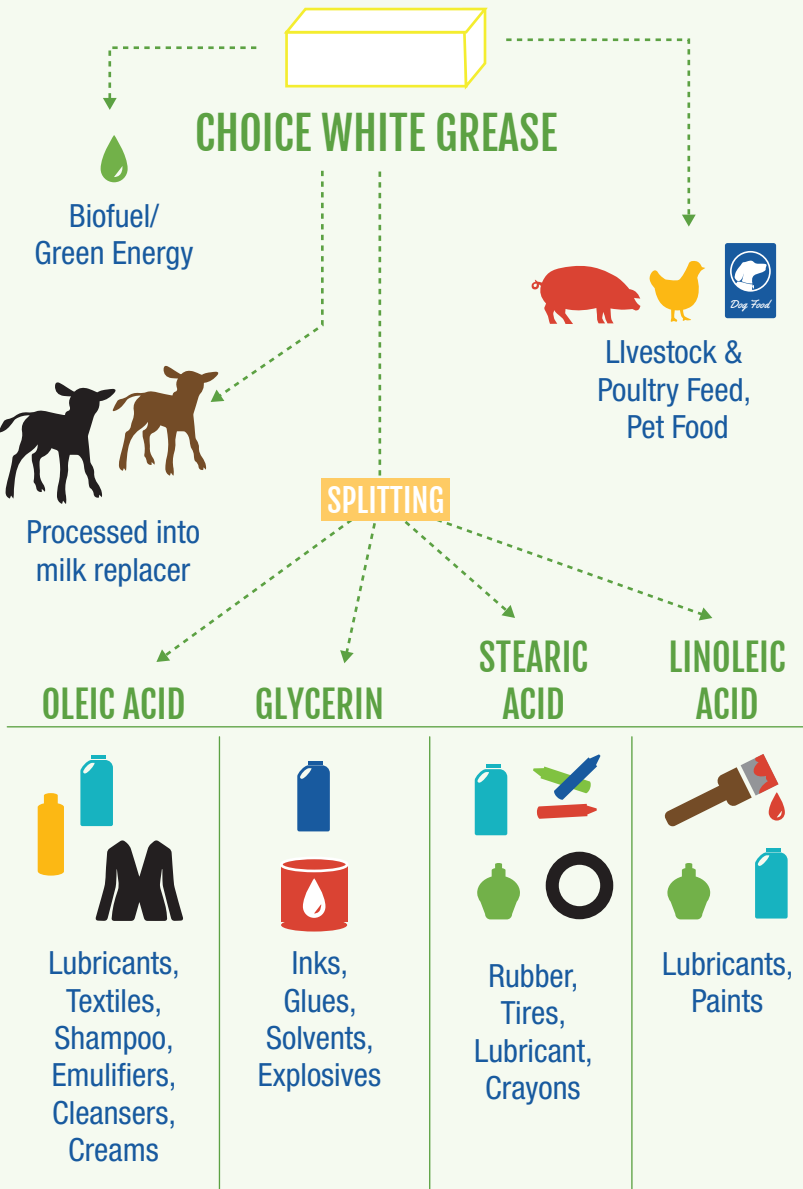 CHOICE WHITE GREASE
Biofuel/
Green Energy
Dog Food
LIvestock &
Poultry Feed,
Pet Food
Processed into
milk replacer
SPLITTING
OLEIC ACID
GLYCERIN
STEARIC
ACID
LINOLEIC
ACID
Lubricants,
Textiles,
Shampoo,
Emulifiers,
Cleansers,
Creams
Inks,
Glues,
Solvents,
Explosives
Rubber,
Tires,
Lubricant,
Crayons
Lubricants,
Paints